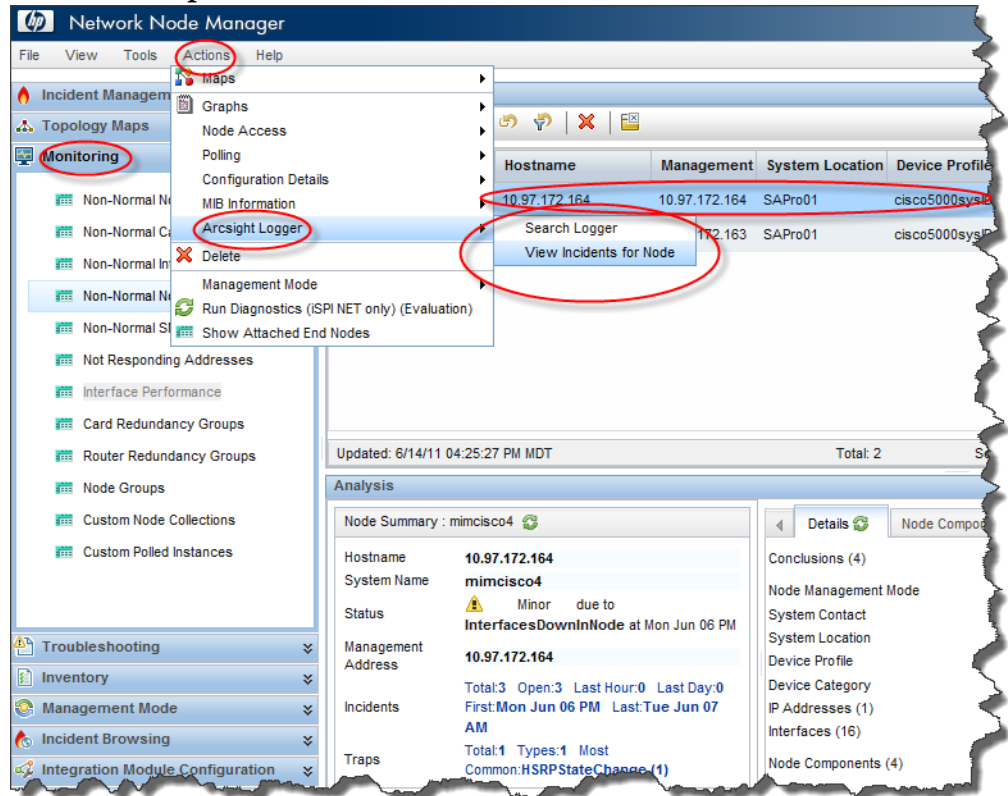 hp Network Node Manager
File View Tools Actions Help
Incident Managem
Topology Maps
Monitoring
Non-Normal N
Non-Normal C
Non-Normal In
Non-Normal N
Non-Normal S
Not Responding Addresses
Interface Performance
Card Redundancy Groups
Router Redundancy Groups
Node Groups
Custom Node Collections
Custom Polled Instances
Troubleshooting
Inventory
Management Mode
Incident Browsing
Integration Module Configuration
Maps
Graphs
Node Access
Polling
Configuration Details
MIB Information
Arcsight Logger
Delete
Management Mode
Run Diagnostics (iSPI NET only) (Evaluation)
Show Attached End Nodes
Search Logger
View Incidents for Node
Hostname Management System Location Device Profile
10.97.172.164 10.97.172.164 SAPro01 cisco5000sysID
172.163 SAPro01 cisco5000sysID
Updated: 6/14/11 04:25:27 PM MDT Total: 2 Se
Analysis
Node Summary : mimcisco4
Hostname 10.97.172.164
System Name mimcisco4
Status Minor due to
InterfacesDownInNode at Mon Jun 06 PM
Management
Address 10.97.172.164
Incidents Total:3 Open:3 Last Hour:0 Last Day:0
First:Mon Jun 06 PM Last:Tue Jun 07
AM
Traps Total:1 Types:1 Most
Common:HSRPStateChange (1)
Details Node Compo
Conclusions (4)
Node Management Mode
System Contact
System Location
Device Profile
Device Category
IP Addresses (1)
Interfaces (16)
Node Components (4)